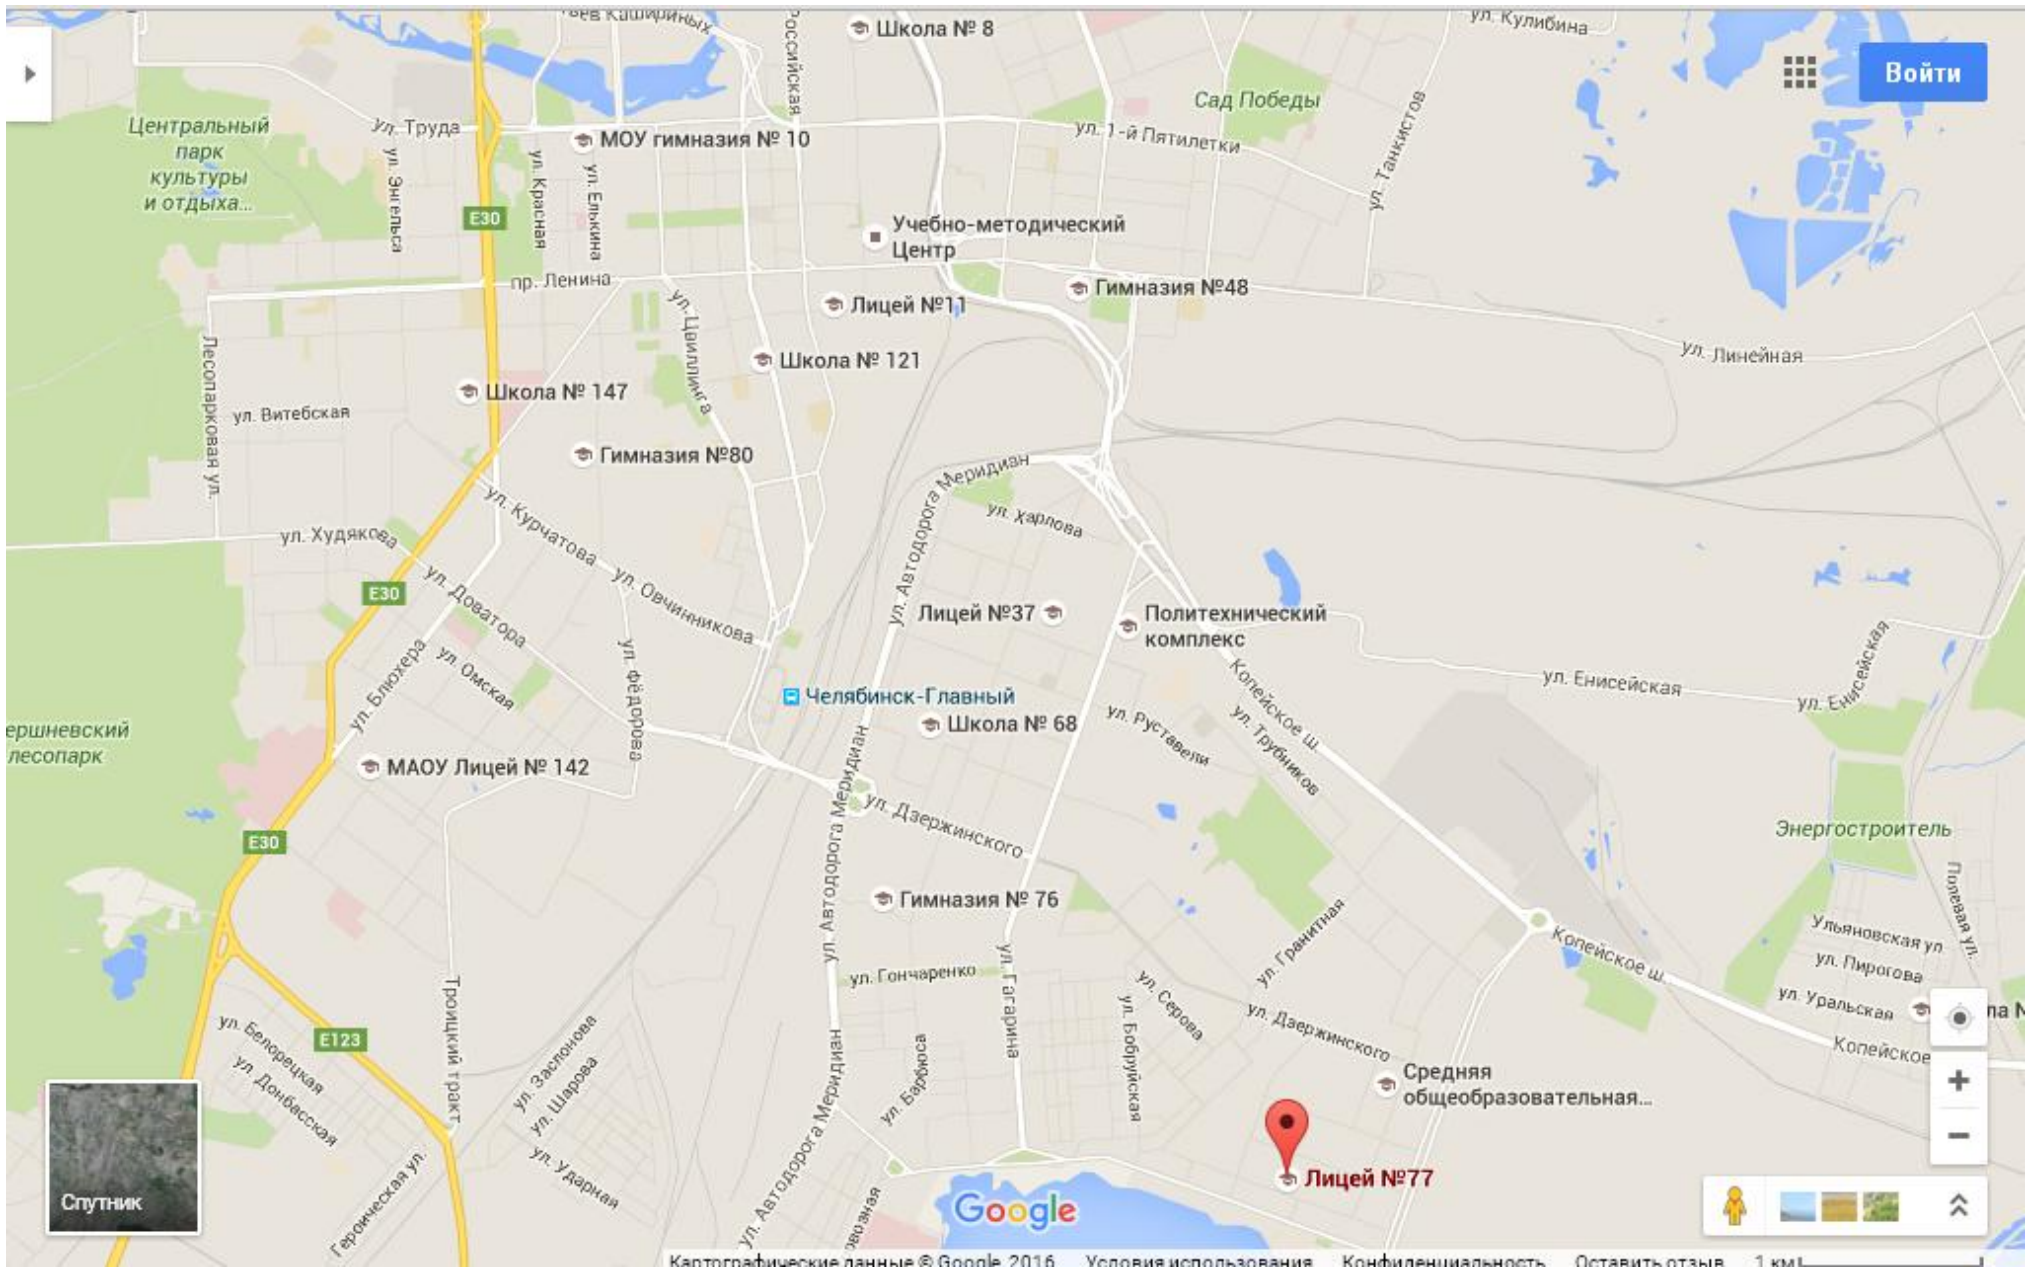 Школа № 8
ул. Кулибина
Российская
Войти
Сад Победы
Центральный
парк
культуры
и отдыха...
ул. Труда
МОУ гимназия № 10
ул. 1-й Пятилетки
ул. Танкистов
ул. Энгельса
ул. Красная
ул. Елькина
E30
Учебно-методический
Центр
пр. Ленина
Гимназия №48
Лицей №11
ул. Цвиллинга
ул. Линейная
Школа № 121
Лесопарковая ул.
Школа № 147
ул. Витебская
Гимназия №80
ул. Автодорога Меридиан
ул. Курчатова
ул. Харлова
ул. Худякова
E30
ул. Доватора
ул. Овчинникова
Лицей №37
Политехнический
комплекс
ул. Блюхера
ул. Омская
ул. Фёдорова
Копейское ш.
ул. Енисейская
ул. Енисейская
Челябинск-Главный
Школа № 68
ул. Руставели
ул. Трубников
ершневский
лесопарк
МАОУ Лицей № 142
ул. Автодорога Меридиан
ул. Дзержинского
E30
Энергостроитель
Полевая ул.
Гимназия № 76
ул. Автодорога Меридиан
ул. Гранитная
Ульяновская ул.
Копейское ш.
ул. Пирогова
ул. Гончаренко
ул. Гагарина
ул. Серова
ул. Бобруйская
ул. Уральская
ла №
Троицкий тракт
ул. Дзержинского
Копейское
ул. Белорецкая
E123
ул. Донбасская
ул. Заслонова
ул. Шарова
ул. Барбюса
ул. Автодорога Меридиан
Средняя
общеобразовательная...
Героическая ул.
ул. Ударная
Лицей №77
Спутник
Google
Картографические данные © Google, 2016 Условия использования Конфиденциальность Оставить отзыв 1 км